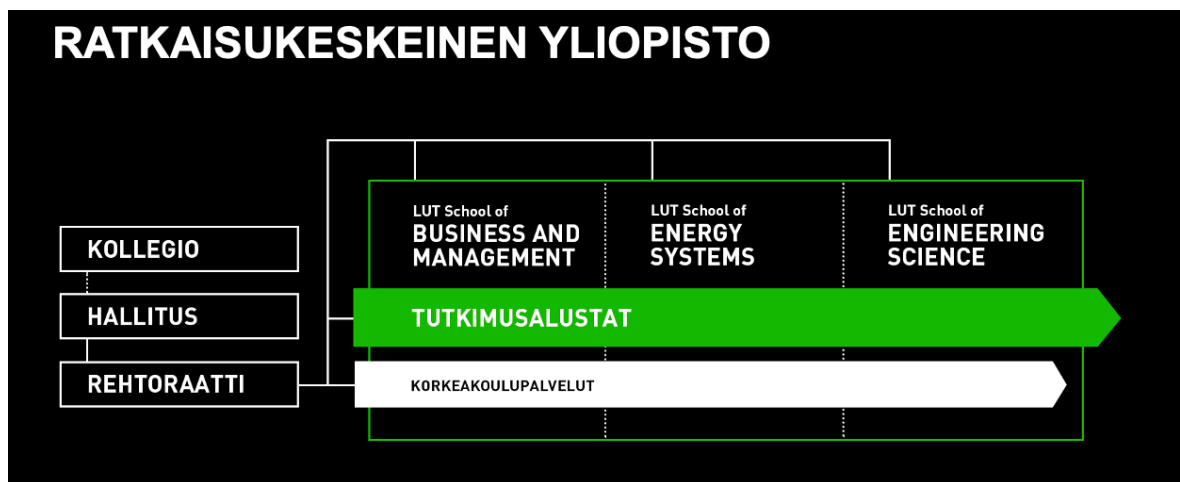 RATKAISUKESKEINEN YLIOPISTO
KOLLEGIO
HALLITUS
REHTORAATTI
LUT School of
BUSINESS AND
MANAGEMENT
LUT School of
ENERGY
SYSTEMS
LUT School of
ENGINEERING
SCIENCE
TUTKIMUSALUSTAT
KORKEAKOULUPALVELUT